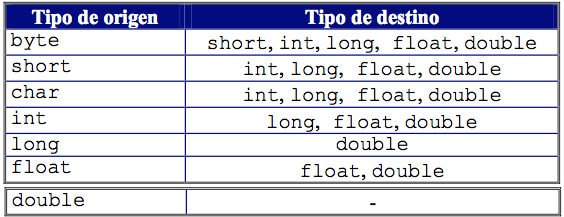 Tipo de origen Tipo de destino
byte short, int, long, float, double
short int, long, float, double
char int, long, float, double
int long, float, double
long double
float float, double
double -